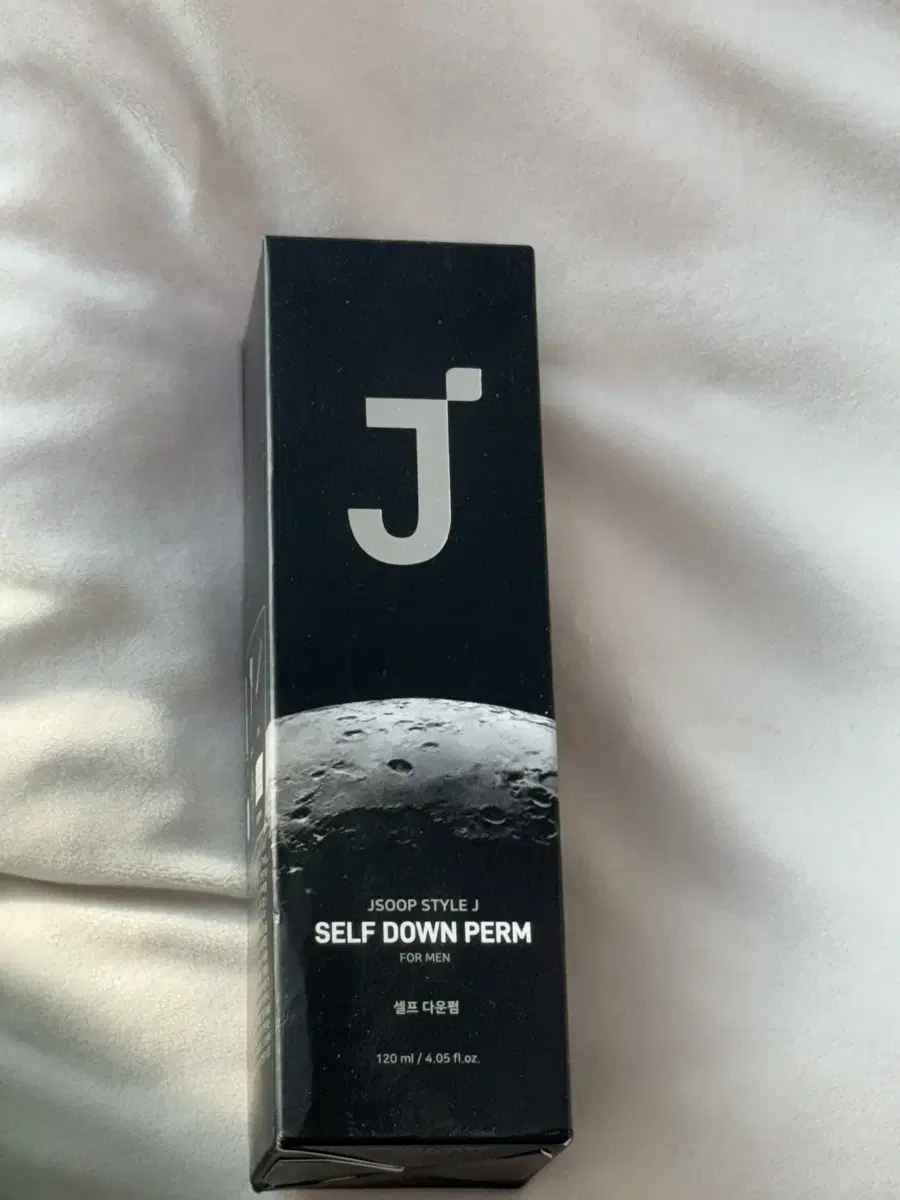 J
JSOOP STYLE J
SELF DOWN PERM
FOR MEN
셀프 다운펌
120 ml / 4.05 fl.oz.